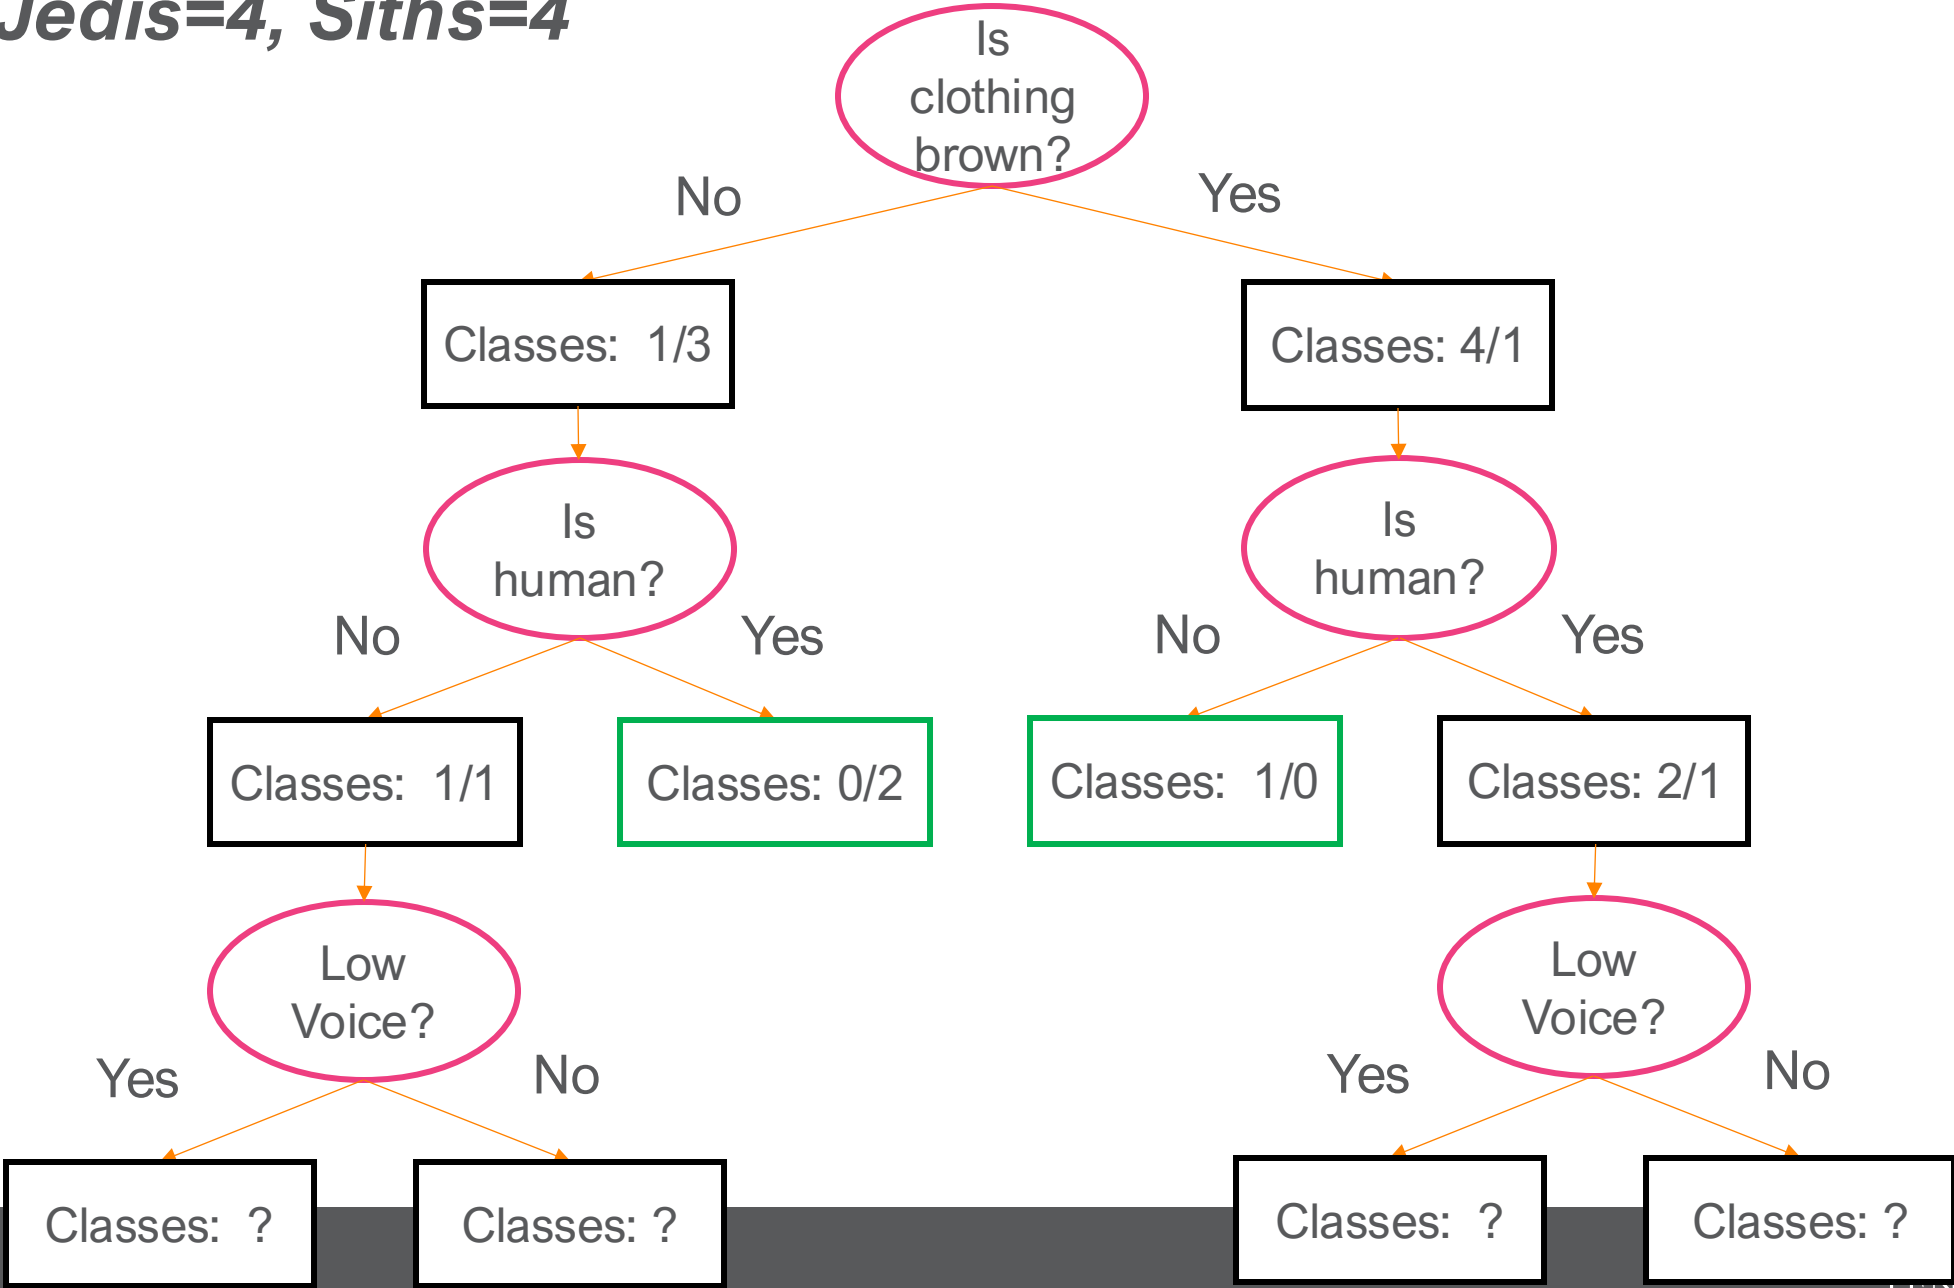 Jedis=4, Siths=4
Is
clothing
brown?
No
Yes
Classes: 1/3
Classes: 4/1
Is
human?
Is
human?
No
Yes
No
Yes
Classes: 1/1
Classes: 0/2
Classes: 1/0
Classes: 2/1
Low
Voice?
Low
Voice?
Yes
No
Yes
No
Classes: ?
Classes: ?
Classes: ?
Classes: ?